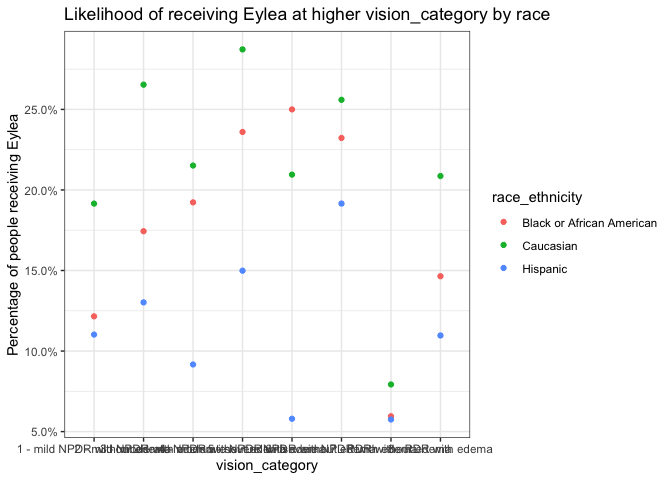 Likelihood of receiving Eylea at higher vision_category by race
Percentage of people receiving Eylea
25.0%
20.0%
15.0%
10.0%
5.0%
1 - mild NPDR
with edema
vision_category
race_ethnicity
Black or African American
Caucasian
Hispanic